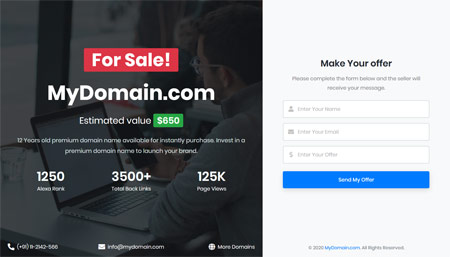 For Sale!
MyDomain.com
Estimated value $650
12 Years old premium domain name available for instantly purchase. Invest in a
premium domain name to launch your brand.
1250
Alexa Rank
3500+
Total Back Links
125K
Page Views
(+91) 11-2142-566
info@mydomain.com
More Domains
Make Your offer
Please complete the form below and the seller will
receive your message.
Enter Your Name
Enter Your Email
$ Enter Your Offer
Send My Offer
© 2020 MyDomain.com. All Rights Reserved.